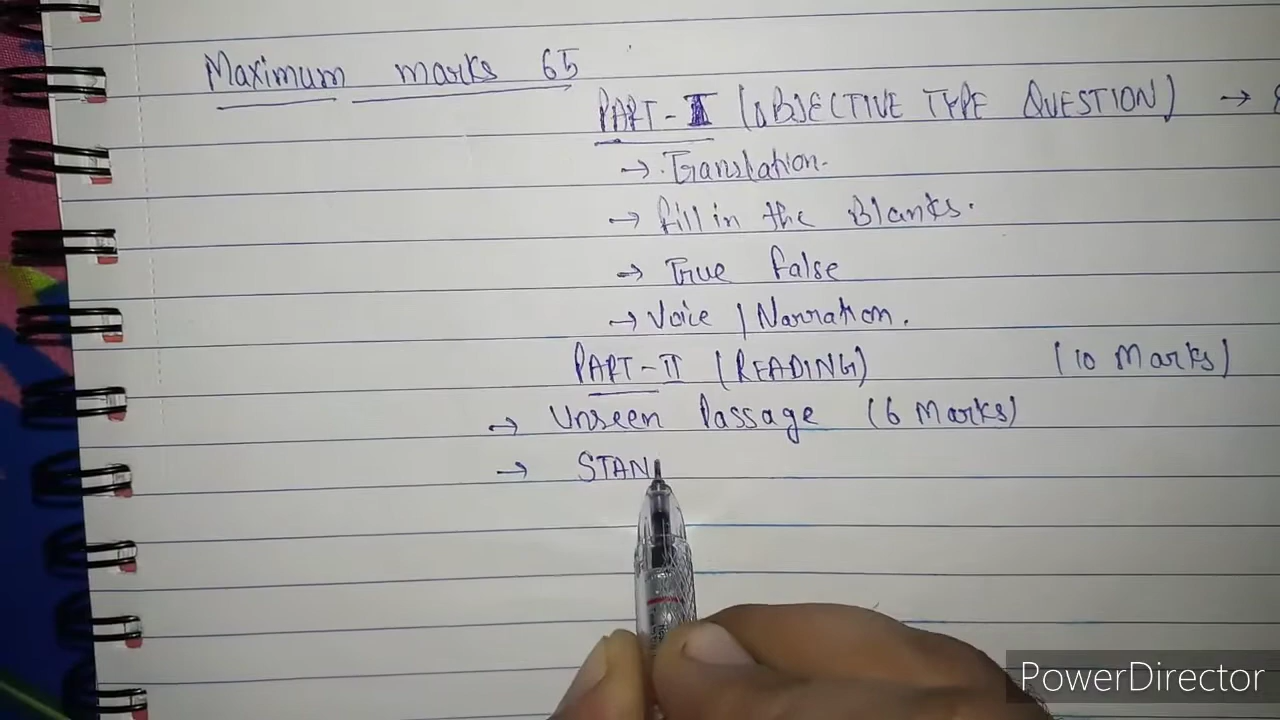 Maximum marks 65
PART-I (OBJECTIVE TYPE QUESTION) →
→ Translation.
→ fill in the Blanks.
→ True false
→ Voice / Narration.
PART-II (READING) (10 Marks)
→ Unseen Passage (6 Marks)
→ STAN
PowerDirector